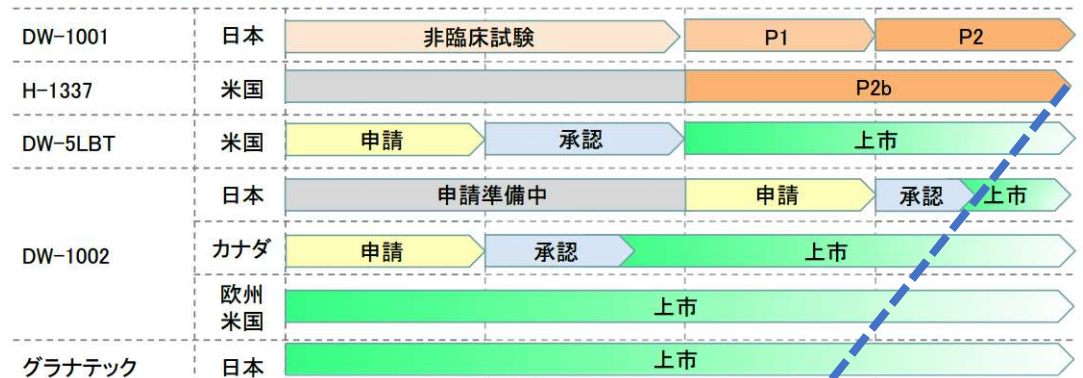 DW-1001 日本 非臨床試験 P1 P2
H-1337 米国 P2b
DW-5LBT 米国 申請 承認 上市
日本 申請準備中 申請 承認 上市
DW-1002 カナダ 申請 承認 上市
欧州
米国 上市
グラナテック 日本 上市